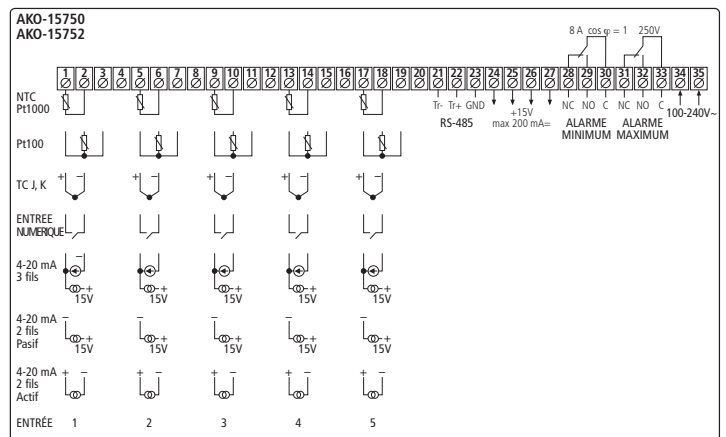 AKO-15750
AKO-15752
8 A cos φ = 1 250V
1 2 3 4 5 6 7 8 9 10 11 12 13 14 15 16 17 18 19 20 21 22 23 24 25 26 27 28 29 30 31 32 33 34 35
NTC
Pt1000
Tr- Tr+ GND
+15V
max 200 mA=
NC NO C NC NO C
100-240V~
RS-485
ALARME
MINIMUM
ALARME
MAXIMUM
Pt100
TC J, K
+ − + − + − + − + −
ENTREE
NUMERIQUE
4-20 mA
3 fils
−
+ + + + +
15V 15V 15V 15V 15V
4-20 mA
2 fils
Pasif
− − − − −
+ + + + +
15V 15V 15V 15V 15V
4-20 mA
2 fils
Actif
+ − + − + − + − + −
ENTRÉE 1 2 3 4 5